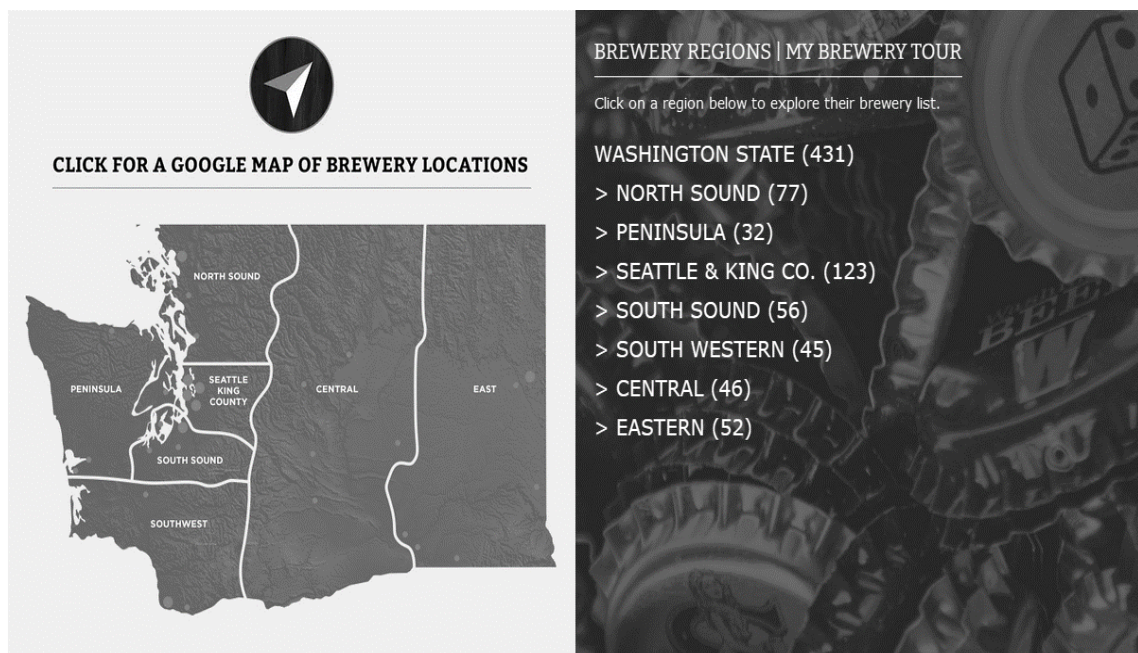 CLICK FOR A GOOGLE MAP OF BREWERY LOCATIONS
NORTH SOUND
PENINSULA
SEATTLE
KING
COUNTY
CENTRAL
EAST
SOUTH SOUND
SOUTHWEST
BREWERY REGIONS | MY BREWERY TOUR
Click on a region below to explore their brewery list.
WASHINGTON STATE (431)
> NORTH SOUND (77)
> PENINSULA (32)
> SEATTLE & KING CO. (123)
> SOUTH SOUND (56)
> SOUTH WESTERN (45)
> CENTRAL (46)
> EASTERN (52)
BEE
W